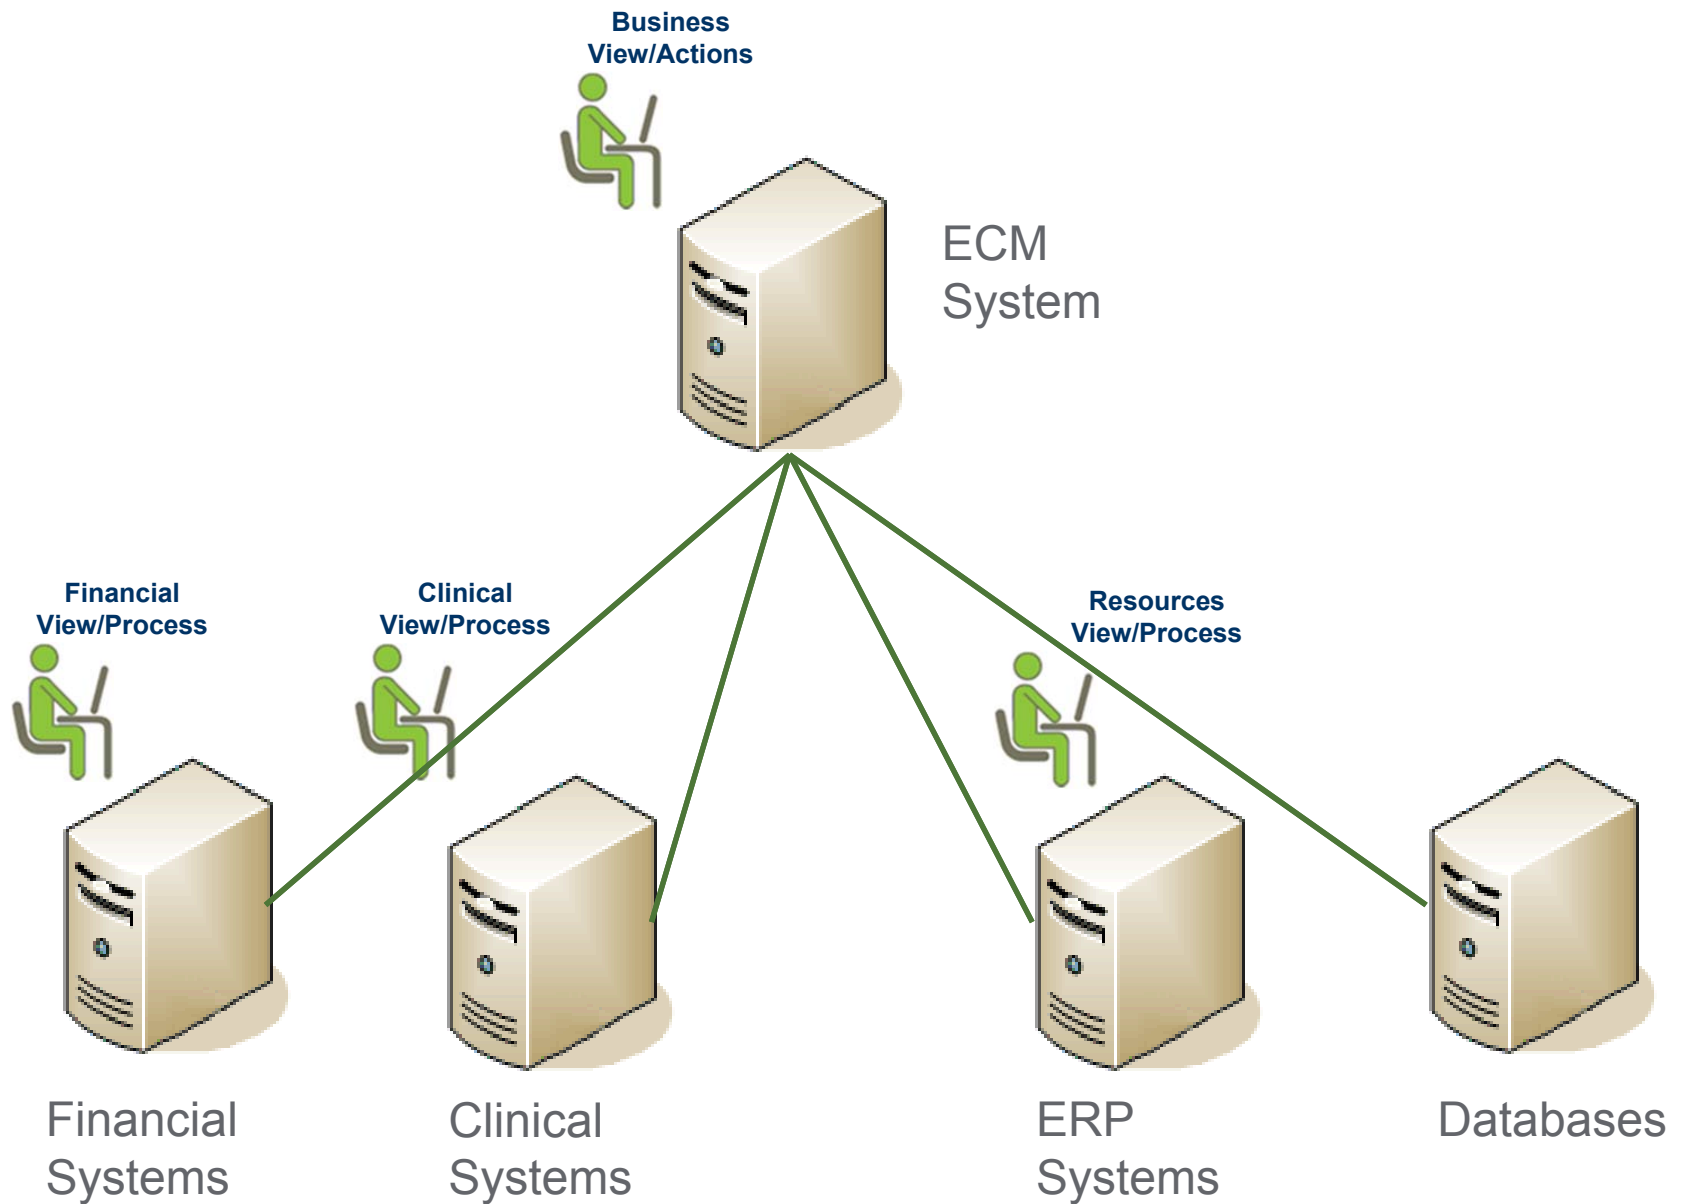 Business
View/Actions
ECM
System
Financial
View/Process
Clinical
View/Process
Resources
View/Process
Financial
Systems
Clinical
Systems
ERP
Systems
Databases